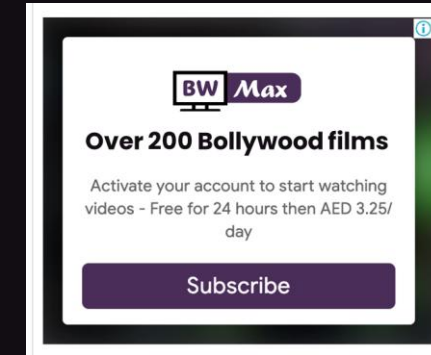 BW Max
Over 200 Bollywood films
Activate your account to start watching
videos - Free for 24 hours then AED 3.25/
day
Subscribe